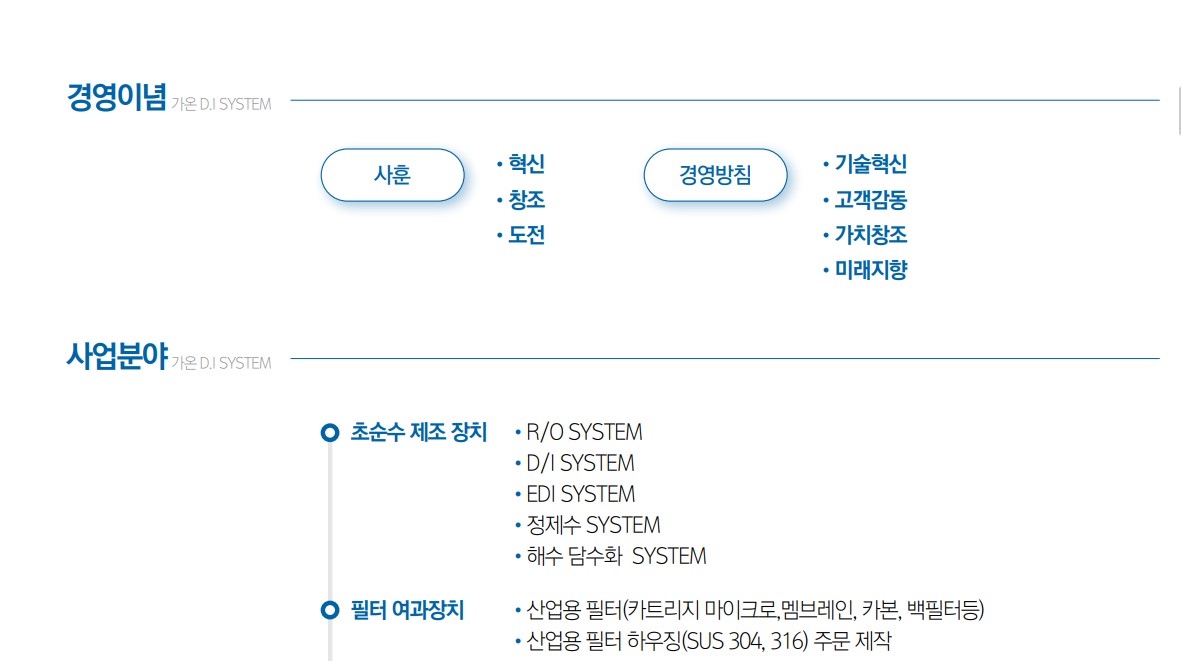 경영이념 가온 D.I SYSTEM
사훈
• 혁신
• 창조
• 도전
경영방침
• 기술혁신
• 고객감동
• 가치창조
• 미래지향
사업분야 가온 D.I SYSTEM
초순수 제조 장치
• R/O SYSTEM
• D/I SYSTEM
• EDI SYSTEM
• 정제수 SYSTEM
• 해수 담수화 SYSTEM
필터 여과장치
• 산업용 필터(카트리지 마이크로,멤브레인, 카본, 백필터등)
• 산업용 필터 하우징(SUS 304, 316) 주문 제작